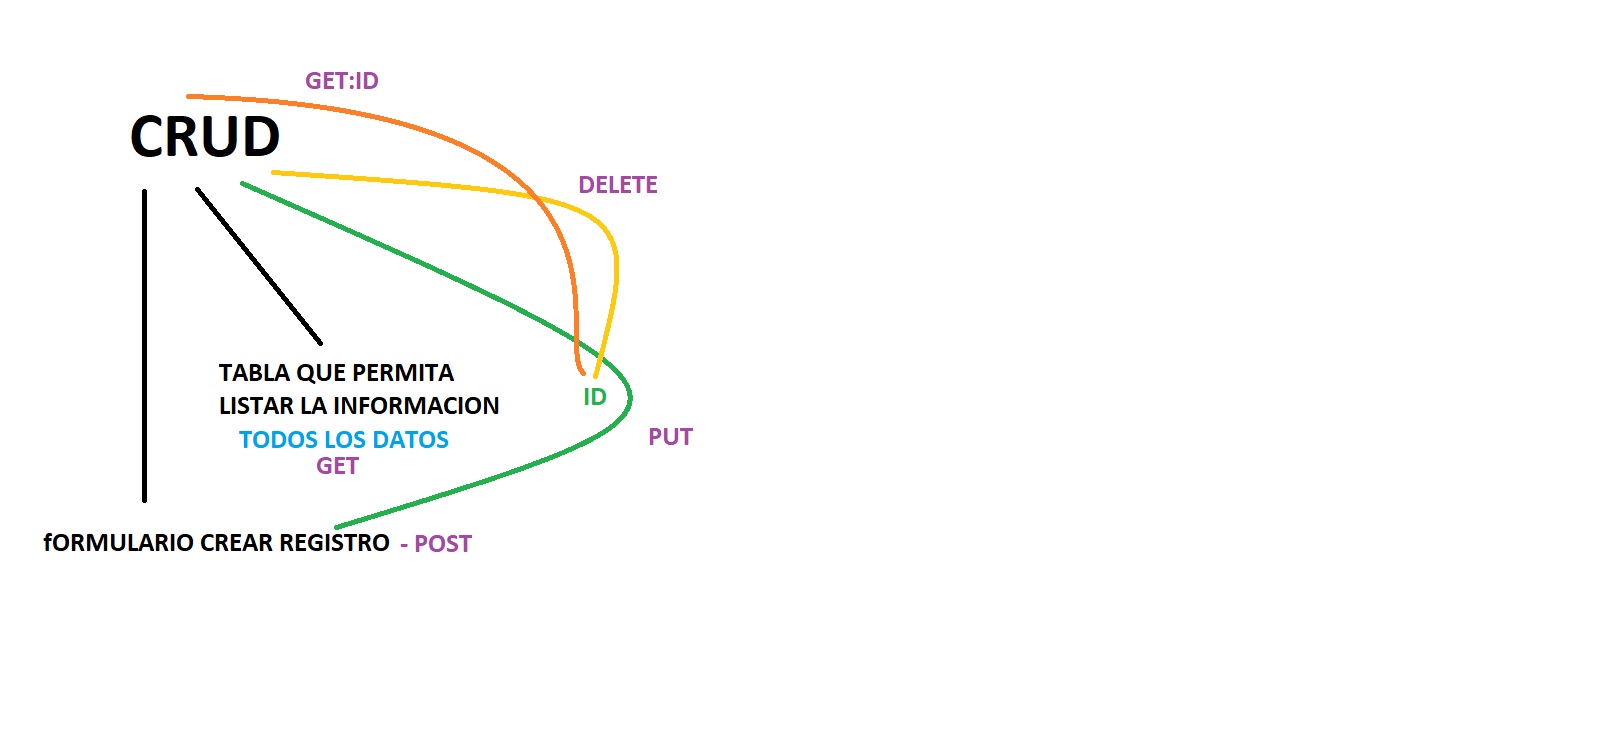 GET:ID
CRUD
DELETE
TABLA QUE PERMITA
LISTAR LA INFORMACION
ID
TODOS LOS DATOS
PUT
GET
fORMULARIO CREAR REGISTRO - POST